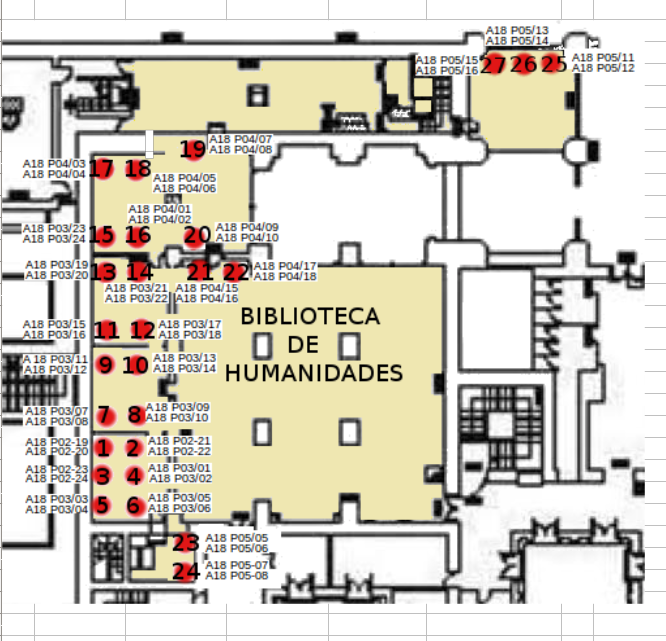 A18 P05/13
A18 P05/14
A18 P05/15
A18 P05/16
27 26 25
A18 P05/11
A18 P05/12
19
A18 P04/07
A18 P04/08
A18 P04/03
A18 P04/04
17 18
A18 P04/05
A18 P04/06
A18 P04/01
A18 P04/02
A18 P03/23
A18 P03/24
15 16 20
A18 P04/09
A18 P04/10
A18 P03/19
A18 P03/20
13 14 21 22
A18 P04/17
A18 P04/18
A18 P03/21
A18 P03/22
A18 P04/15
A18 P04/16
A18 P03/15
A18 P03/16
11 12
A18 P03/17
A18 P03/18
BIBLIOTECA
DE
HUMANIDADES
A18 P03/11
A18 P03/12
9 10
A18 P03/13
A18 P03/14
A18 P03/07
A18 P03/08
7 8
A18 P03/09
A18 P03/10
A18 P02-19
A18 P02-20
1 2
A18 P02-21
A18 P02-22
A18 P02-23
A18 P02-24
3 4
A18 P03/01
A18 P03/02
A18 P03/03
A18 P03/04
5 6
A18 P03/05
A18 P03/06
23
A18 P05/05
A18 P05/06
24
A18 P05-07
A18 P05-08